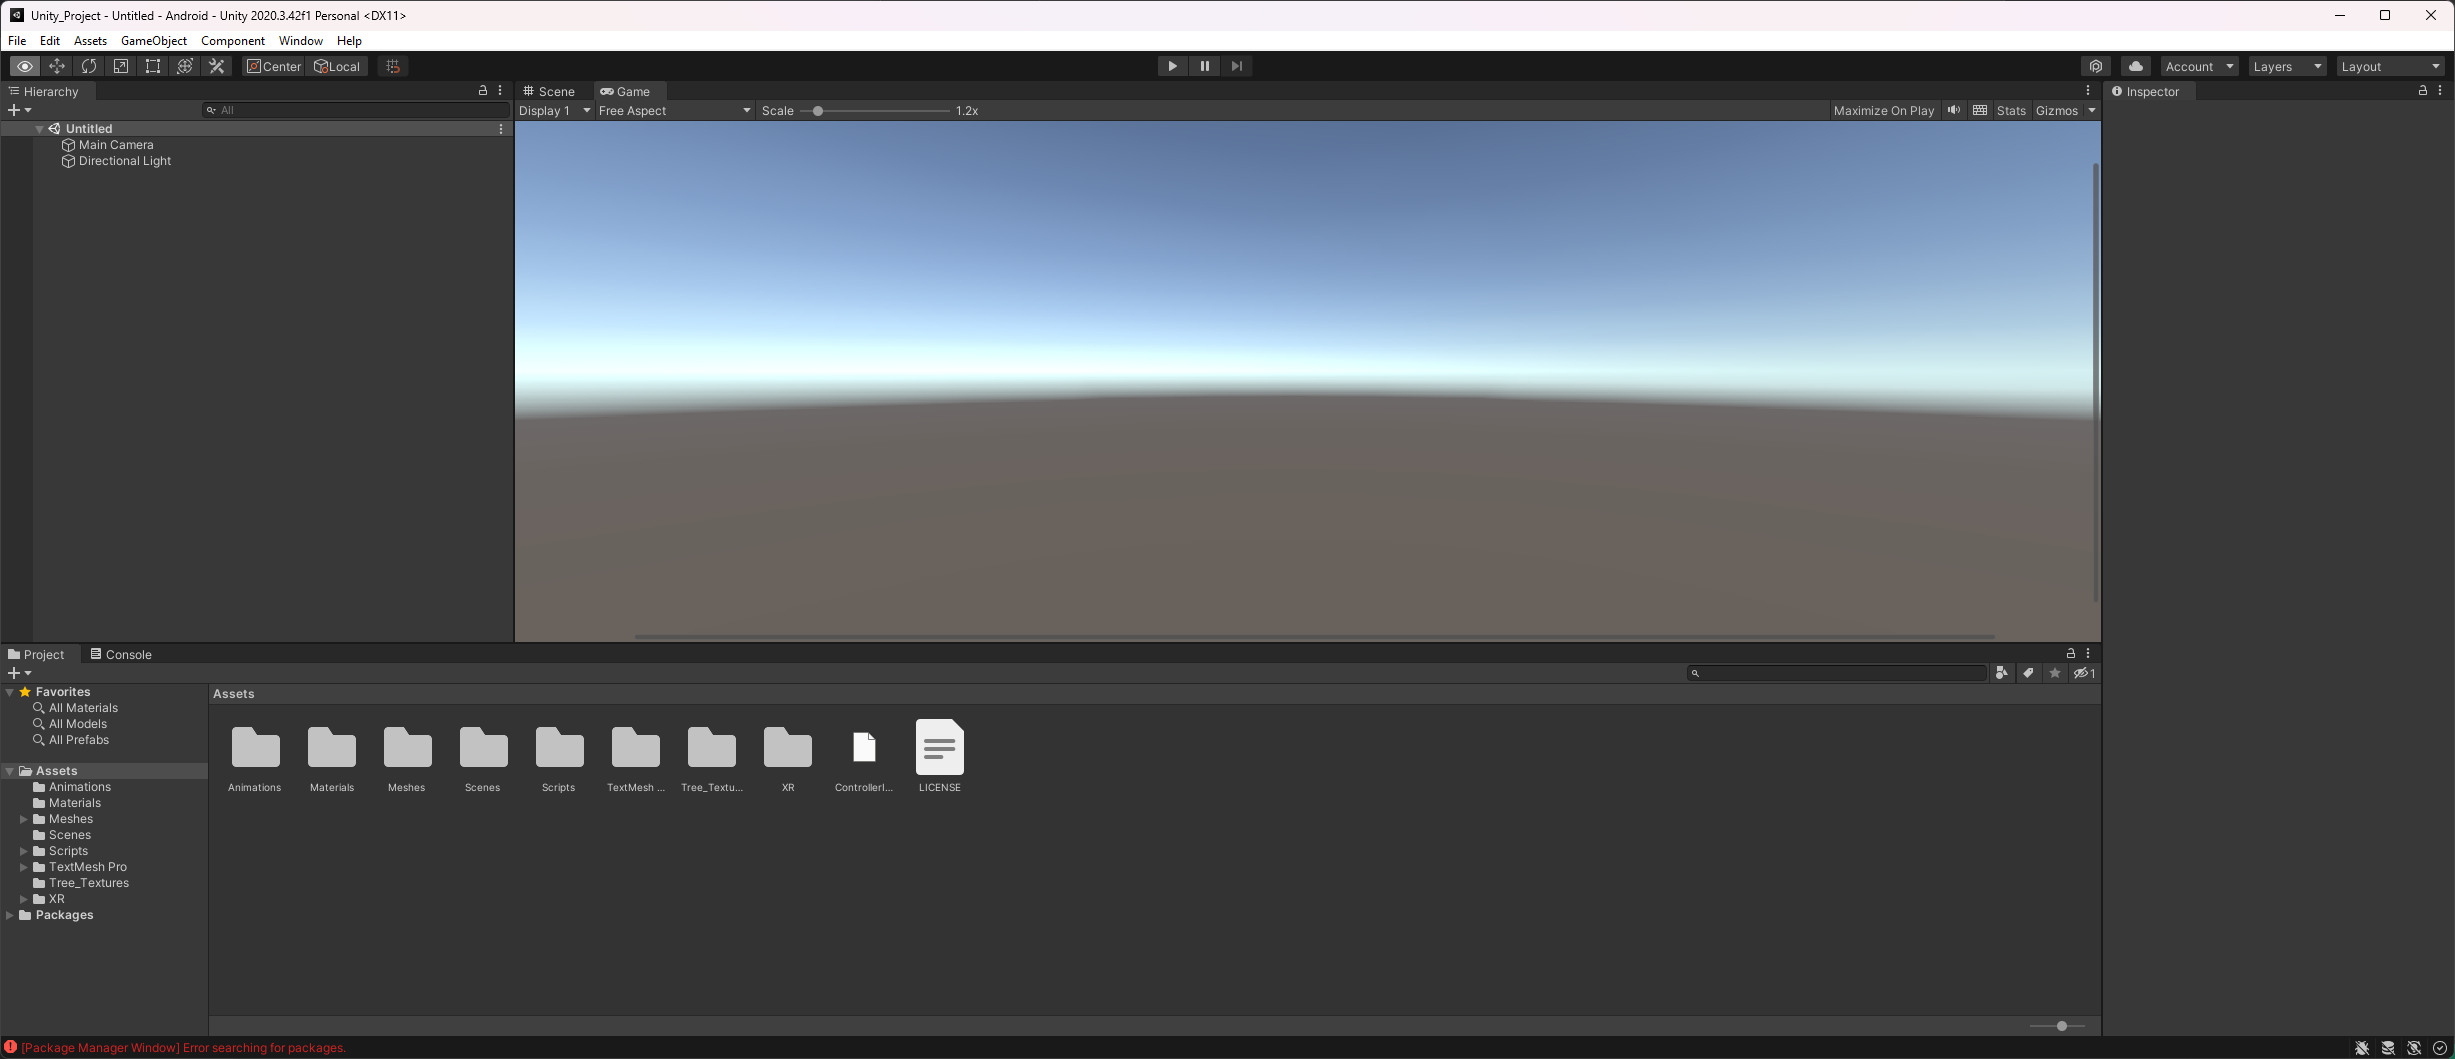 Unity_Project - Untitled - Android - Unity 2020.3.42f1 Personal <DX11>
File Edit Assets GameObject Component Window Help
Center Local Account Layers Layout
Hierarchy
All
Untitled
Main Camera
Directional Light
Scene Game
Display 1 Free Aspect Scale 1.2x Maximize On Play Stats Gizmos
Inspector
Project Console
1
Favorites
All Materials
All Models
All Prefabs
Assets
Animations
Materials
Meshes
Scenes
Scripts
TextMesh Pro
Tree_Textures
XR
Packages
Assets
Animations Materials Meshes Scenes Scripts TextMesh ... Tree_Textu... XR ControllerI... LICENSE
[Package Manager Window] Error searching for packages.